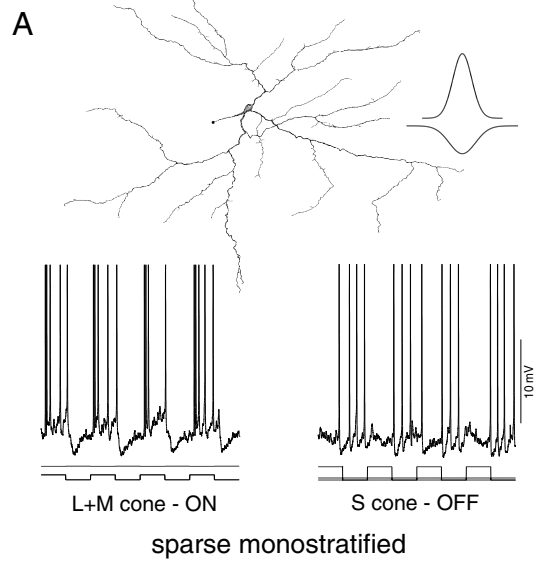 A
10 mV
L+M cone - ON
S cone - OFF
sparse monostratified